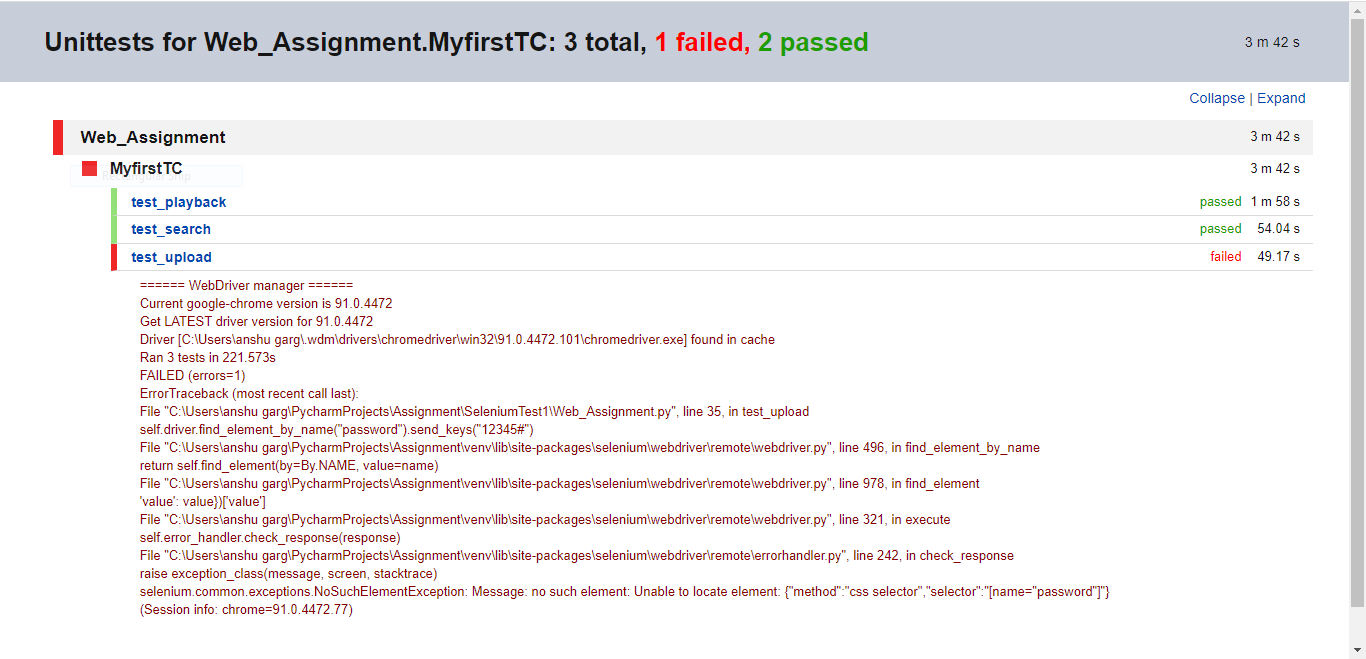 Unittests for Web_Assignment.MyfirstTC: 3 total, 1 failed, 2 passed
3 m 42 s
Collapse | Expand
Web_Assignment 3 m 42 s
MyfirstTC 3 m 42 s
test_playback passed 1 m 58 s
test_search passed 54.04 s
test_upload failed 49.17 s
====== WebDriver manager ======
Current google-chrome version is 91.0.4472
Get LATEST driver version for 91.0.4472
Driver [C:\Users\anshu garg\.wdm\drivers\chromedriver\win32\91.0.4472.101\chromedriver.exe] found in cache
Ran 3 tests in 221.573s
FAILED (errors=1)
ErrorTraceback (most recent call last):
File "C:\Users\anshu garg\PycharmProjects\Assignment\SeleniumTest1\Web_Assignment.py", line 35, in test_upload
self.driver.find_element_by_name("password").send_keys("12345#")
File "C:\Users\anshu garg\PycharmProjects\Assignment\venv\lib\site-packages\selenium\webdriver\remote\webdriver.py", line 496, in find_element_by_name
return self.find_element(by=By.NAME, value=name)
File "C:\Users\anshu garg\PycharmProjects\Assignment\venv\lib\site-packages\selenium\webdriver\remote\webdriver.py", line 978, in find_element
'value': value})['value']
File "C:\Users\anshu garg\PycharmProjects\Assignment\venv\lib\site-packages\selenium\webdriver\remote\webdriver.py", line 321, in execute
self.error_handler.check_response(response)
File "C:\Users\anshu garg\PycharmProjects\Assignment\venv\lib\site-packages\selenium\webdriver\remote\errorhandler.py", line 242, in check_response
raise exception_class(message, screen, stacktrace)
selenium.common.exceptions.NoSuchElementException: Message: no such element: Unable to locate element: {"method":"css selector","selector":"[name="password"]"}
(Session info: chrome=91.0.4472.77)